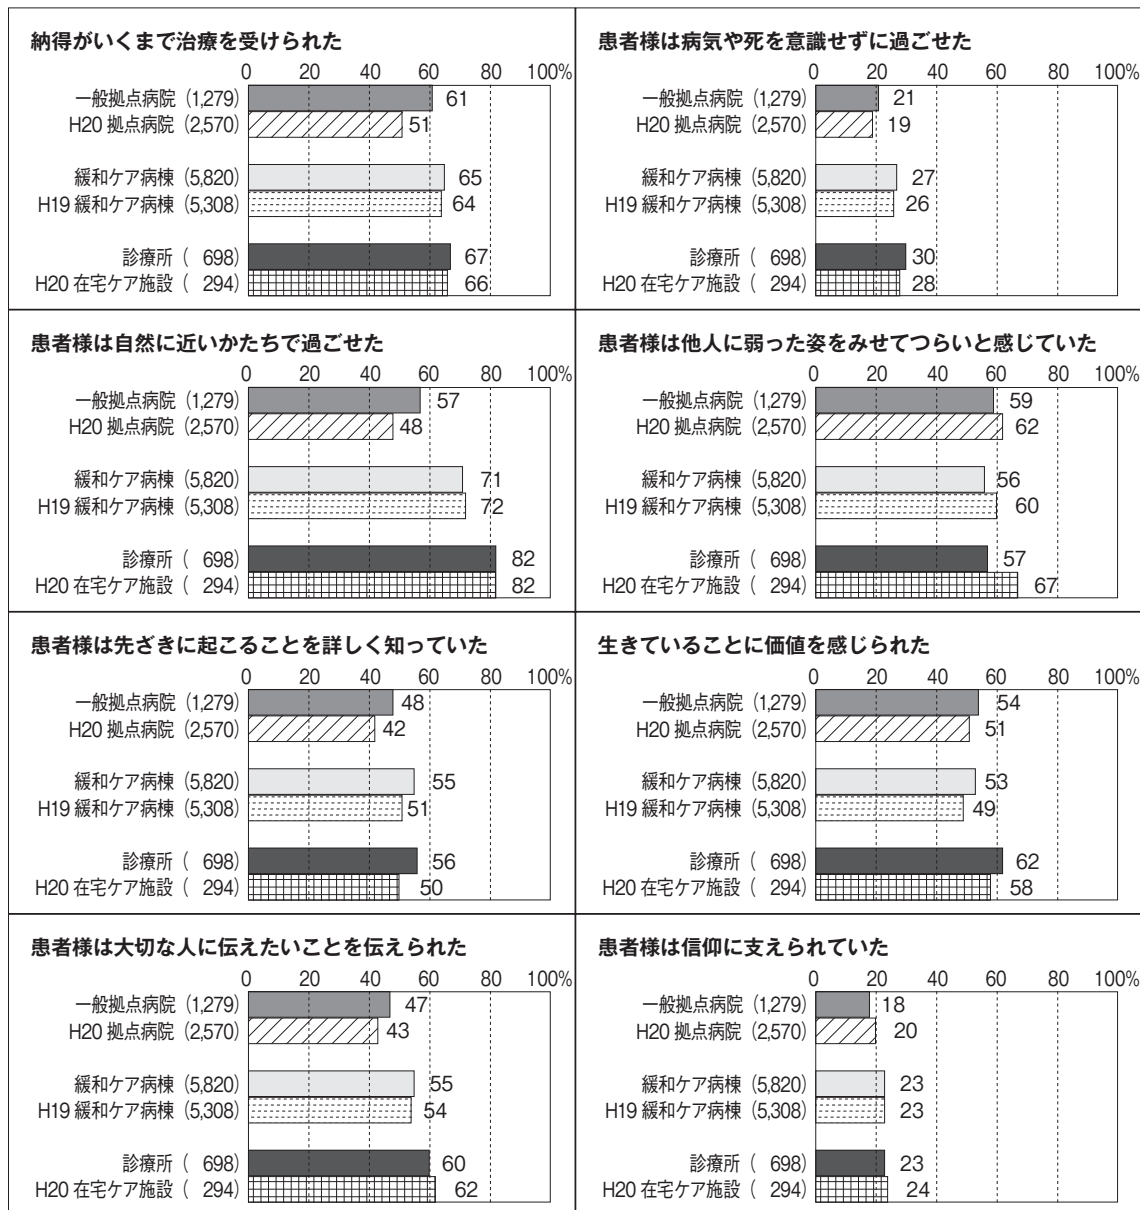 納得がいくまで治療を受けられた
0 20 40 60 80 100%
一般拠点病院 (1,279) 61
H20 拠点病院 (2,570) 51
緩和ケア病棟 (5,820) 65
H19 緩和ケア病棟 (5,308) 64
診療所 ( 698) 67
H20 在宅ケア施設 ( 294) 66
患者様は病気や死を意識せずに過ごせた
0 20 40 60 80 100%
一般拠点病院 (1,279) 21
H20 拠点病院 (2,570) 19
緩和ケア病棟 (5,820) 27
H19 緩和ケア病棟 (5,308) 26
診療所 ( 698) 30
H20 在宅ケア施設 ( 294) 28
患者様は自然に近いかたちで過ごせた
0 20 40 60 80 100%
一般拠点病院 (1,279) 57
H20 拠点病院 (2,570) 48
緩和ケア病棟 (5,820) 71
H19 緩和ケア病棟 (5,308) 72
診療所 ( 698) 82
H20 在宅ケア施設 ( 294) 82
患者様は他人に弱った姿をみせてつらいと感じていた
0 20 40 60 80 100%
一般拠点病院 (1,279) 59
H20 拠点病院 (2,570) 62
緩和ケア病棟 (5,820) 56
H19 緩和ケア病棟 (5,308) 60
診療所 ( 698) 57
H20 在宅ケア施設 ( 294) 67
患者様は先ざきに起こることを詳しく知っていた
0 20 40 60 80 100%
一般拠点病院 (1,279) 48
H20 拠点病院 (2,570) 42
緩和ケア病棟 (5,820) 55
H19 緩和ケア病棟 (5,308) 51
診療所 ( 698) 56
H20 在宅ケア施設 ( 294) 50
生きていることに価値を感じられた
0 20 40 60 80 100%
一般拠点病院 (1,279) 54
H20 拠点病院 (2,570) 51
緩和ケア病棟 (5,820) 53
H19 緩和ケア病棟 (5,308) 49
診療所 ( 698) 62
H20 在宅ケア施設 ( 294) 58
患者様は大切な人に伝えたいことを伝えられた
0 20 40 60 80 100%
一般拠点病院 (1,279) 47
H20 拠点病院 (2,570) 43
緩和ケア病棟 (5,820) 55
H19 緩和ケア病棟 (5,308) 54
診療所 ( 698) 60
H20 在宅ケア施設 ( 294) 62
患者様は信仰に支えられていた
0 20 40 60 80 100%
一般拠点病院 (1,279) 18
H20 拠点病院 (2,570) 20
緩和ケア病棟 (5,820) 23
H19 緩和ケア病棟 (5,308) 23
診療所 ( 698) 23
H20 在宅ケア施設 ( 294) 24